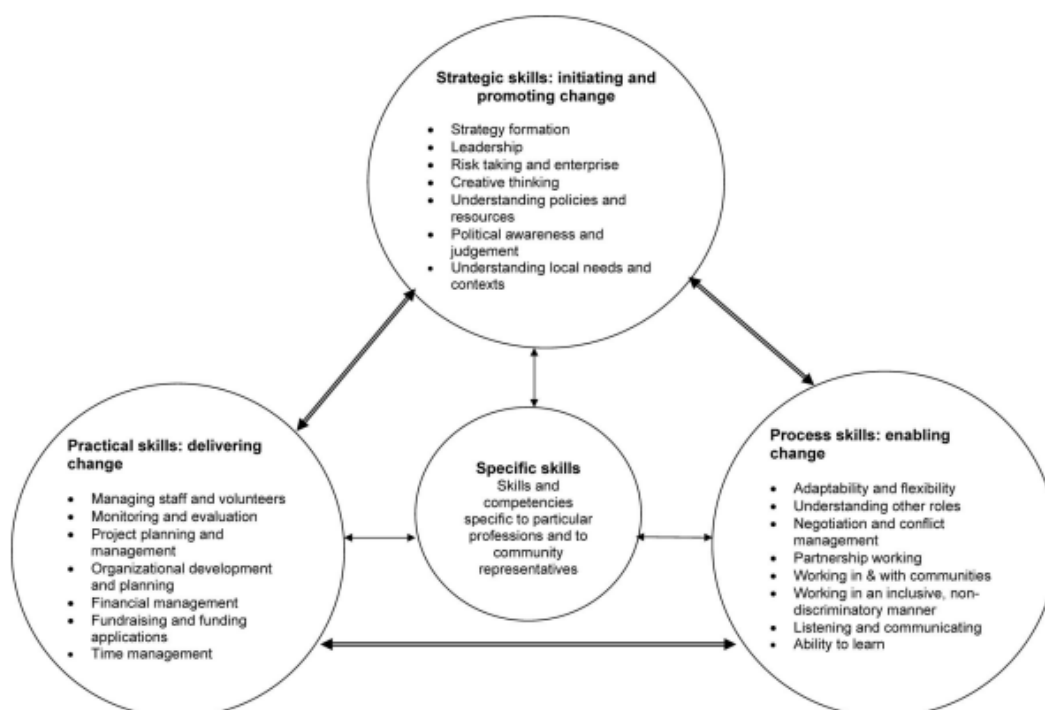 Strategic skills: initiating and
promoting change
• Strategy formation
• Leadership
• Risk taking and enterprise
• Creative thinking
• Understanding policies and
resources
• Political awareness and
judgement
• Understanding local needs and
contexts
Practical skills: delivering
change
• Managing staff and volunteers
• Monitoring and evaluation
• Project planning and
management
• Organizational development
and planning
• Financial management
• Fundraising and funding
applications
• Time management
Specific skills
Skills and
competencies
specific to particular
professions and to
community
representatives
Process skills: enabling
change
• Adaptability and flexibility
• Understanding other roles
• Negotiation and conflict
management
• Partnership working
• Working in & with communities
• Working in an inclusive, non-
discriminatory manner
• Listening and communicating
• Ability to learn